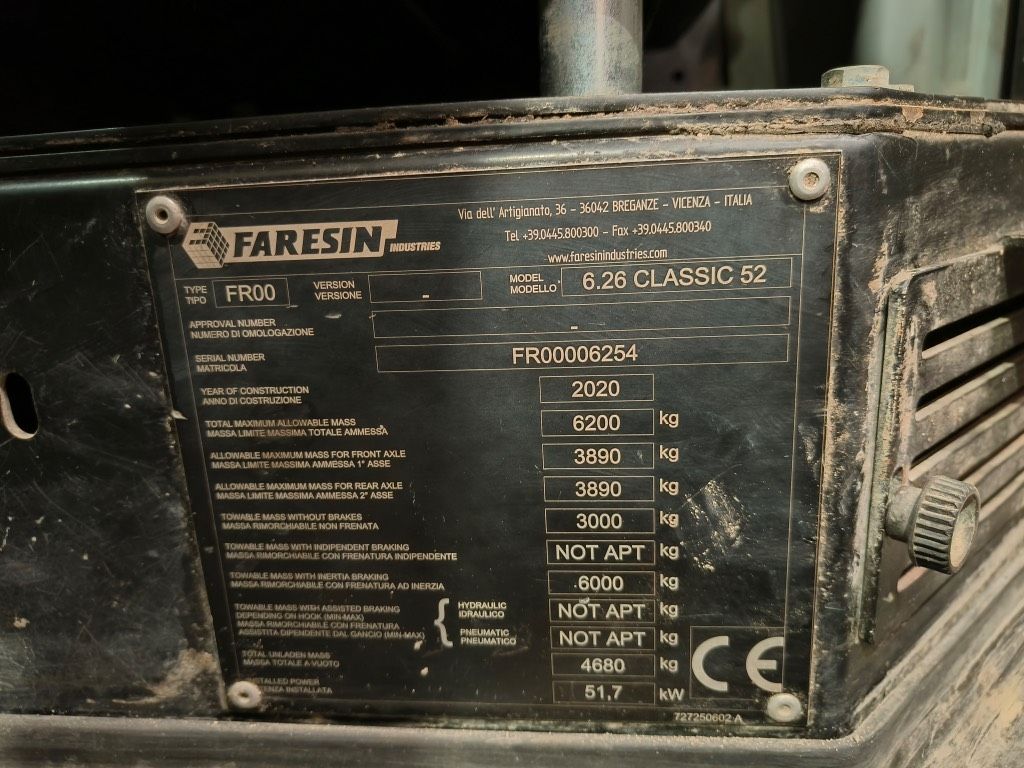 FARESIN INDUSTRIES
Via dell' Artigianato, 36 - 36042 BREGANZE - VICENZA - ITALIA
Tel +39.0445.800300 - Fax +39.0445.800340
www.faresinindustries.com
TYPE
TIPO
FR00
VERSION
VERSIONE
-
MODEL
MODELLO
6.26 CLASSIC 52
APPROVAL NUMBER
NUMERO DI OMOLOGAZIONE
-
SERIAL NUMBER
MATRICOLA
FR00006254
YEAR OF CONSTRUCTION
ANNO DI COSTRUZIONE
2020
TOTAL MAXIMUM ALLOWABLE MASS
MASSA LIMITE MASSIMA TOTALE AMMESSA
6200 kg
ALLOWABLE MAXIMUM MASS FOR FRONT AXLE
MASSA LIMITE MASSIMA AMMESSA 1° ASSE
3890 kg
ALLOWABLE MAXIMUM MASS FOR REAR AXLE
MASSA LIMITE MASSIMA AMMESSA 2° ASSE
3890 kg
TOWABLE MASS WITHOUT BRAKES
MASSA RIMORCHIABILE NON FRENATA
3000 kg
TOWABLE MASS WITH INDIPENDENT BRAKING
MASSA RIMORCHIABILE CON FRENATURA INDIPENDENTE
NOT APT kg
TOWABLE MASS WITH INERTIA BRAKING
MASSA RIMORCHIABILE CON FRENATURA AD INERZIA
6000 kg
TOWABLE MASS WITH ASSISTED BRAKING
DEPENDING ON HOOK (MIN-MAX)
MASSA RIMORCHIABILE CON FRENATURA
ASSISTITA DIPENDENTE DAL GANCIO (MIN-MAX)
HYDRAULIC
IDRAULICO
NOT APT kg
PNEUMATIC
PNEUMATICO
NOT APT kg
TOTAL UNLADEN MASS
MASSA TOTALE A VUOTO
4680 kg
POWER
INSTALLATA
51,7 kW
CE
727250602 A